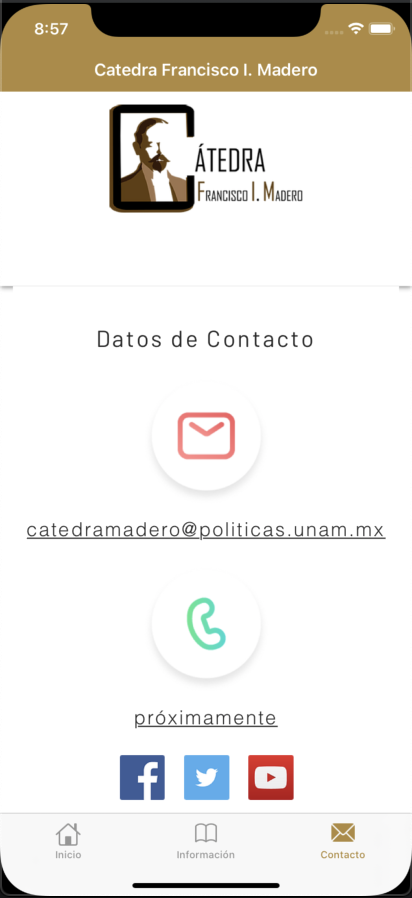 8:57
Catedra Francisco I. Madero
CÁTEDRA
FRANCISCO I. MADERO
Datos de Contacto
catedramadero@politicas.unam.mx
próximamente
Inicio
Información
Contacto